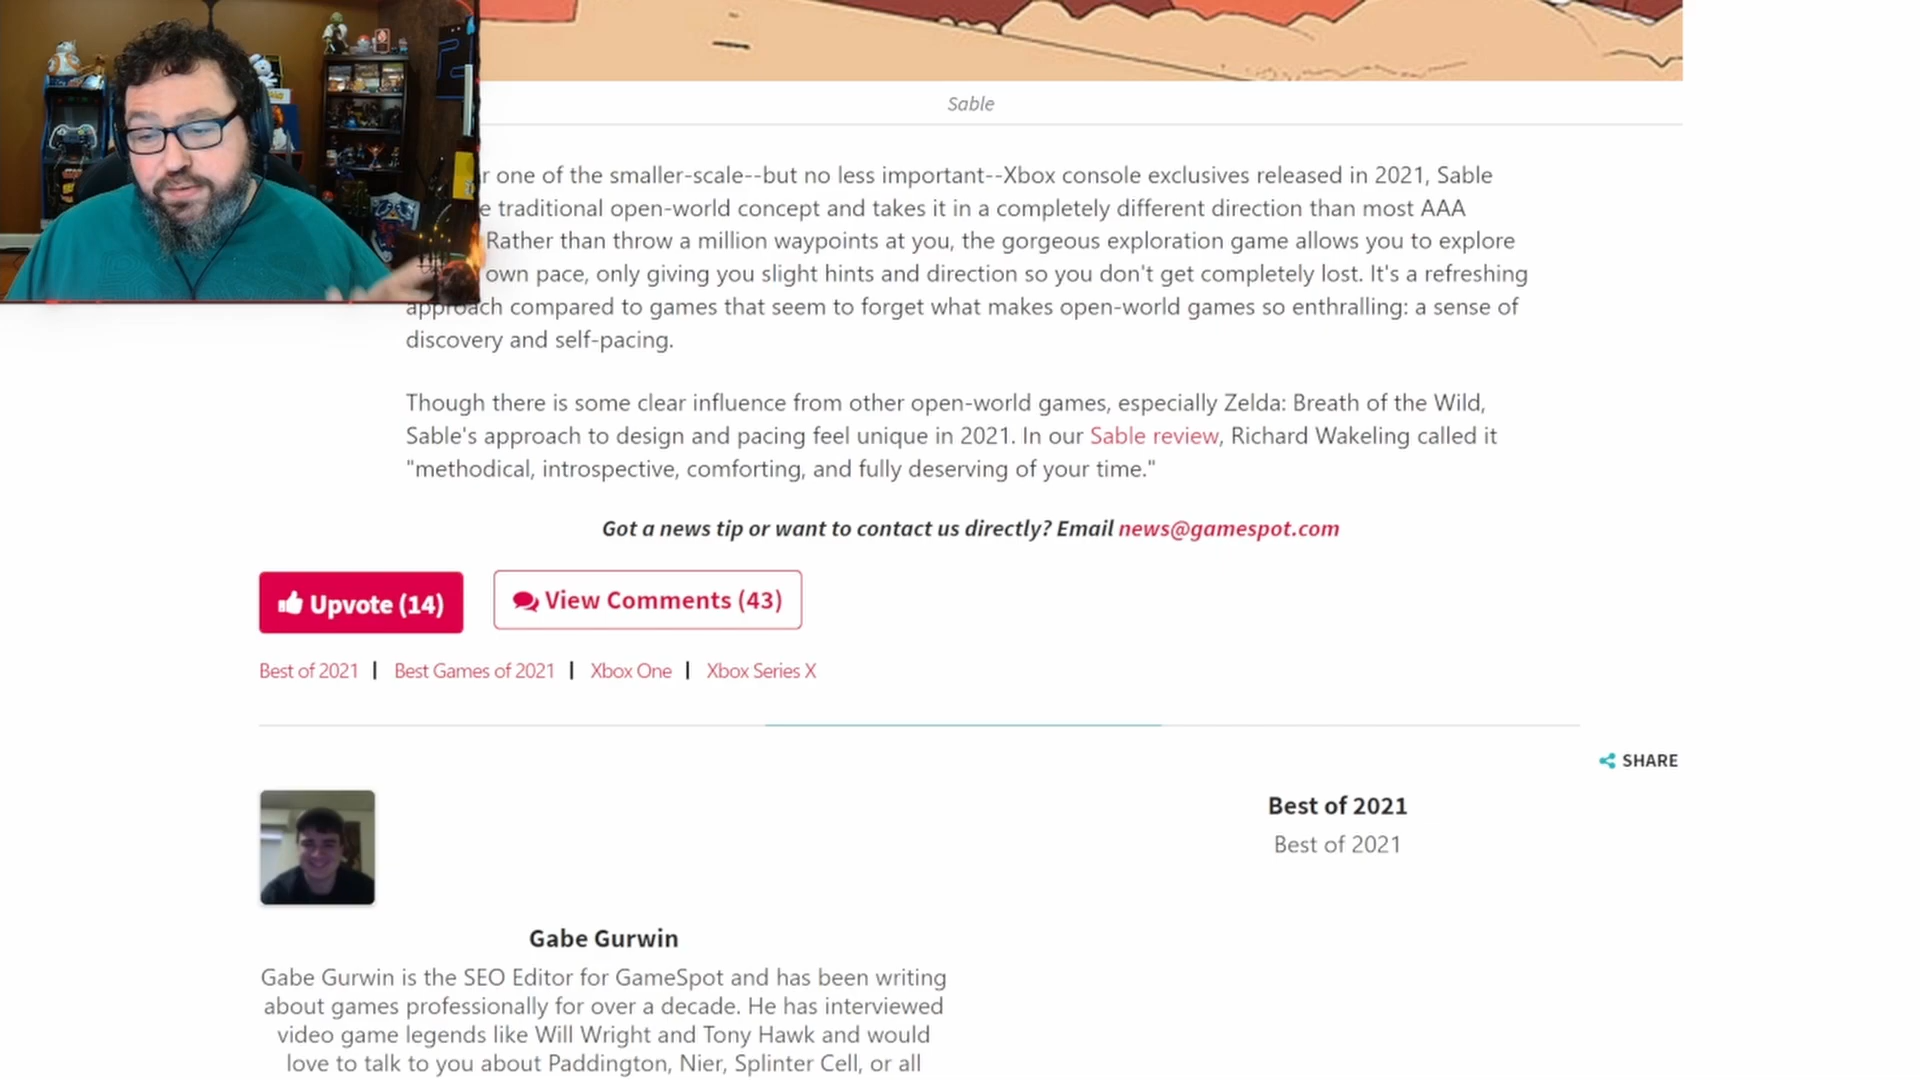 Sable
r one of the smaller-scale--but no less important--Xbox console exclusives released in 2021, Sable
e traditional open-world concept and takes it in a completely different direction than most AAA
Rather than throw a million waypoints at you, the gorgeous exploration game allows you to explore
own pace, only giving you slight hints and direction so you don't get completely lost. It's a refreshing
approach compared to games that seem to forget what makes open-world games so enthralling: a sense of
discovery and self-pacing.
Though there is some clear influence from other open-world games, especially Zelda: Breath of the Wild,
Sable's approach to design and pacing feel unique in 2021. In our Sable review, Richard Wakeling called it
"methodical, introspective, comforting, and fully deserving of your time."
Got a news tip or want to contact us directly? Email news@gamespot.com
Upvote (14)
View Comments (43)
Best of 2021 | Best Games of 2021 | Xbox One | Xbox Series X
SHARE
Best of 2021
Best of 2021
Gabe Gurwin
Gabe Gurwin is the SEO Editor for GameSpot and has been writing
about games professionally for over a decade. He has interviewed
video game legends like Will Wright and Tony Hawk and would
love to talk to you about Paddington, Nier, Splinter Cell, or all